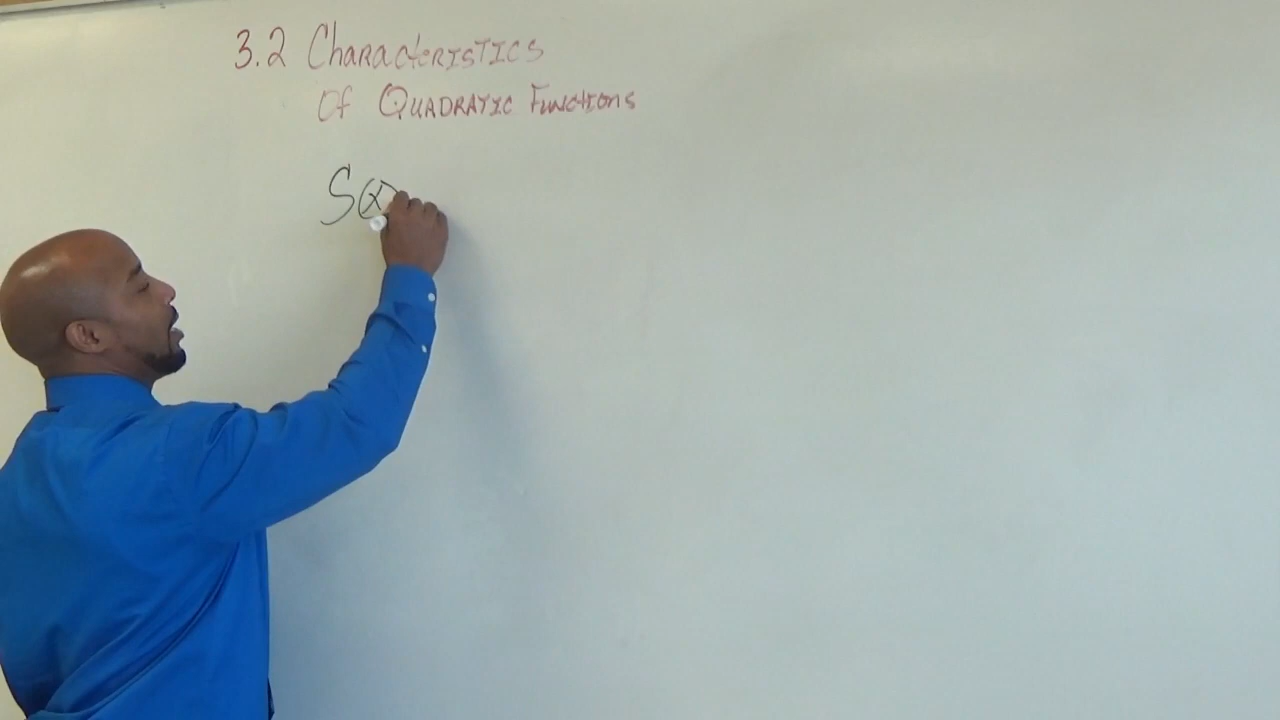 3.2 Characteristics
Of Quadratic Functions
S(x)